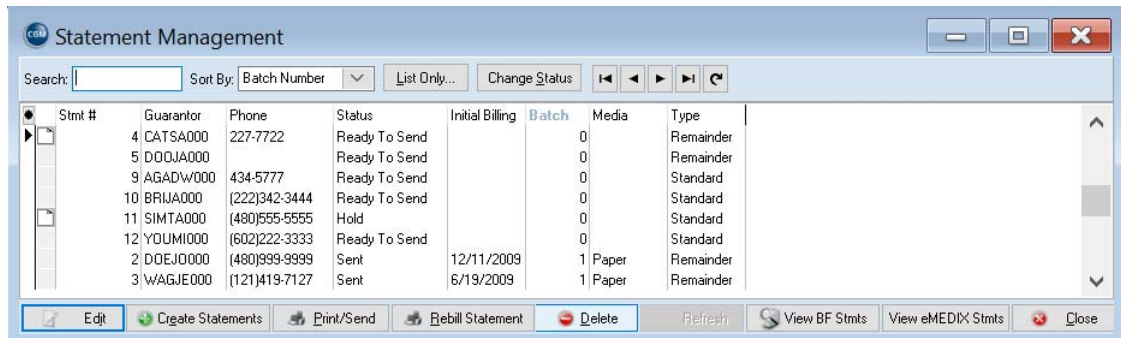 CGM Statement Management
Search: Sort By: Batch Number List Only... Change Status
Stmt # Guarantor Phone Status Initial Billing Batch Media Type
4 CATSA000 227-7722 Ready To Send 0 Remainder
5 DOOJA000 Ready To Send 0 Remainder
9 AGADW000 434-5777 Ready To Send 0 Standard
10 BRIJA000 (222)342-3444 Ready To Send 0 Standard
11 SIMTA000 (480)555-5555 Hold 0 Standard
12 YOUMI000 (602)222-3333 Ready To Send 0 Standard
2 DOEJO000 (480)999-9999 Sent 12/11/2009 1 Paper Remainder
3 WAGJE000 (121)419-7127 Sent 6/19/2009 1 Paper Remainder
Edit Create Statements Print/Send Rebill Statement Delete Refresh View BF Stmts View eMEDIX Stmts Close